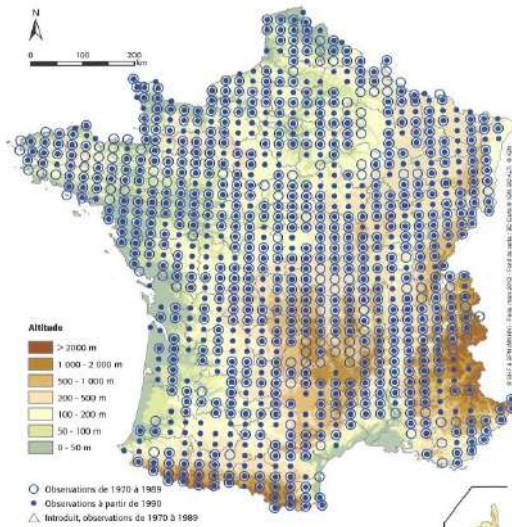 N
0 100 200
km
Altitude
> 2000 m
1 000 - 2 000 m
500 - 1 000 m
200 - 500 m
100 - 200 m
50 - 100 m
0 - 50 m
Observations de 1970 à 1989
Observations à partir de 1990
Introduit, observations de 1970 à 1989